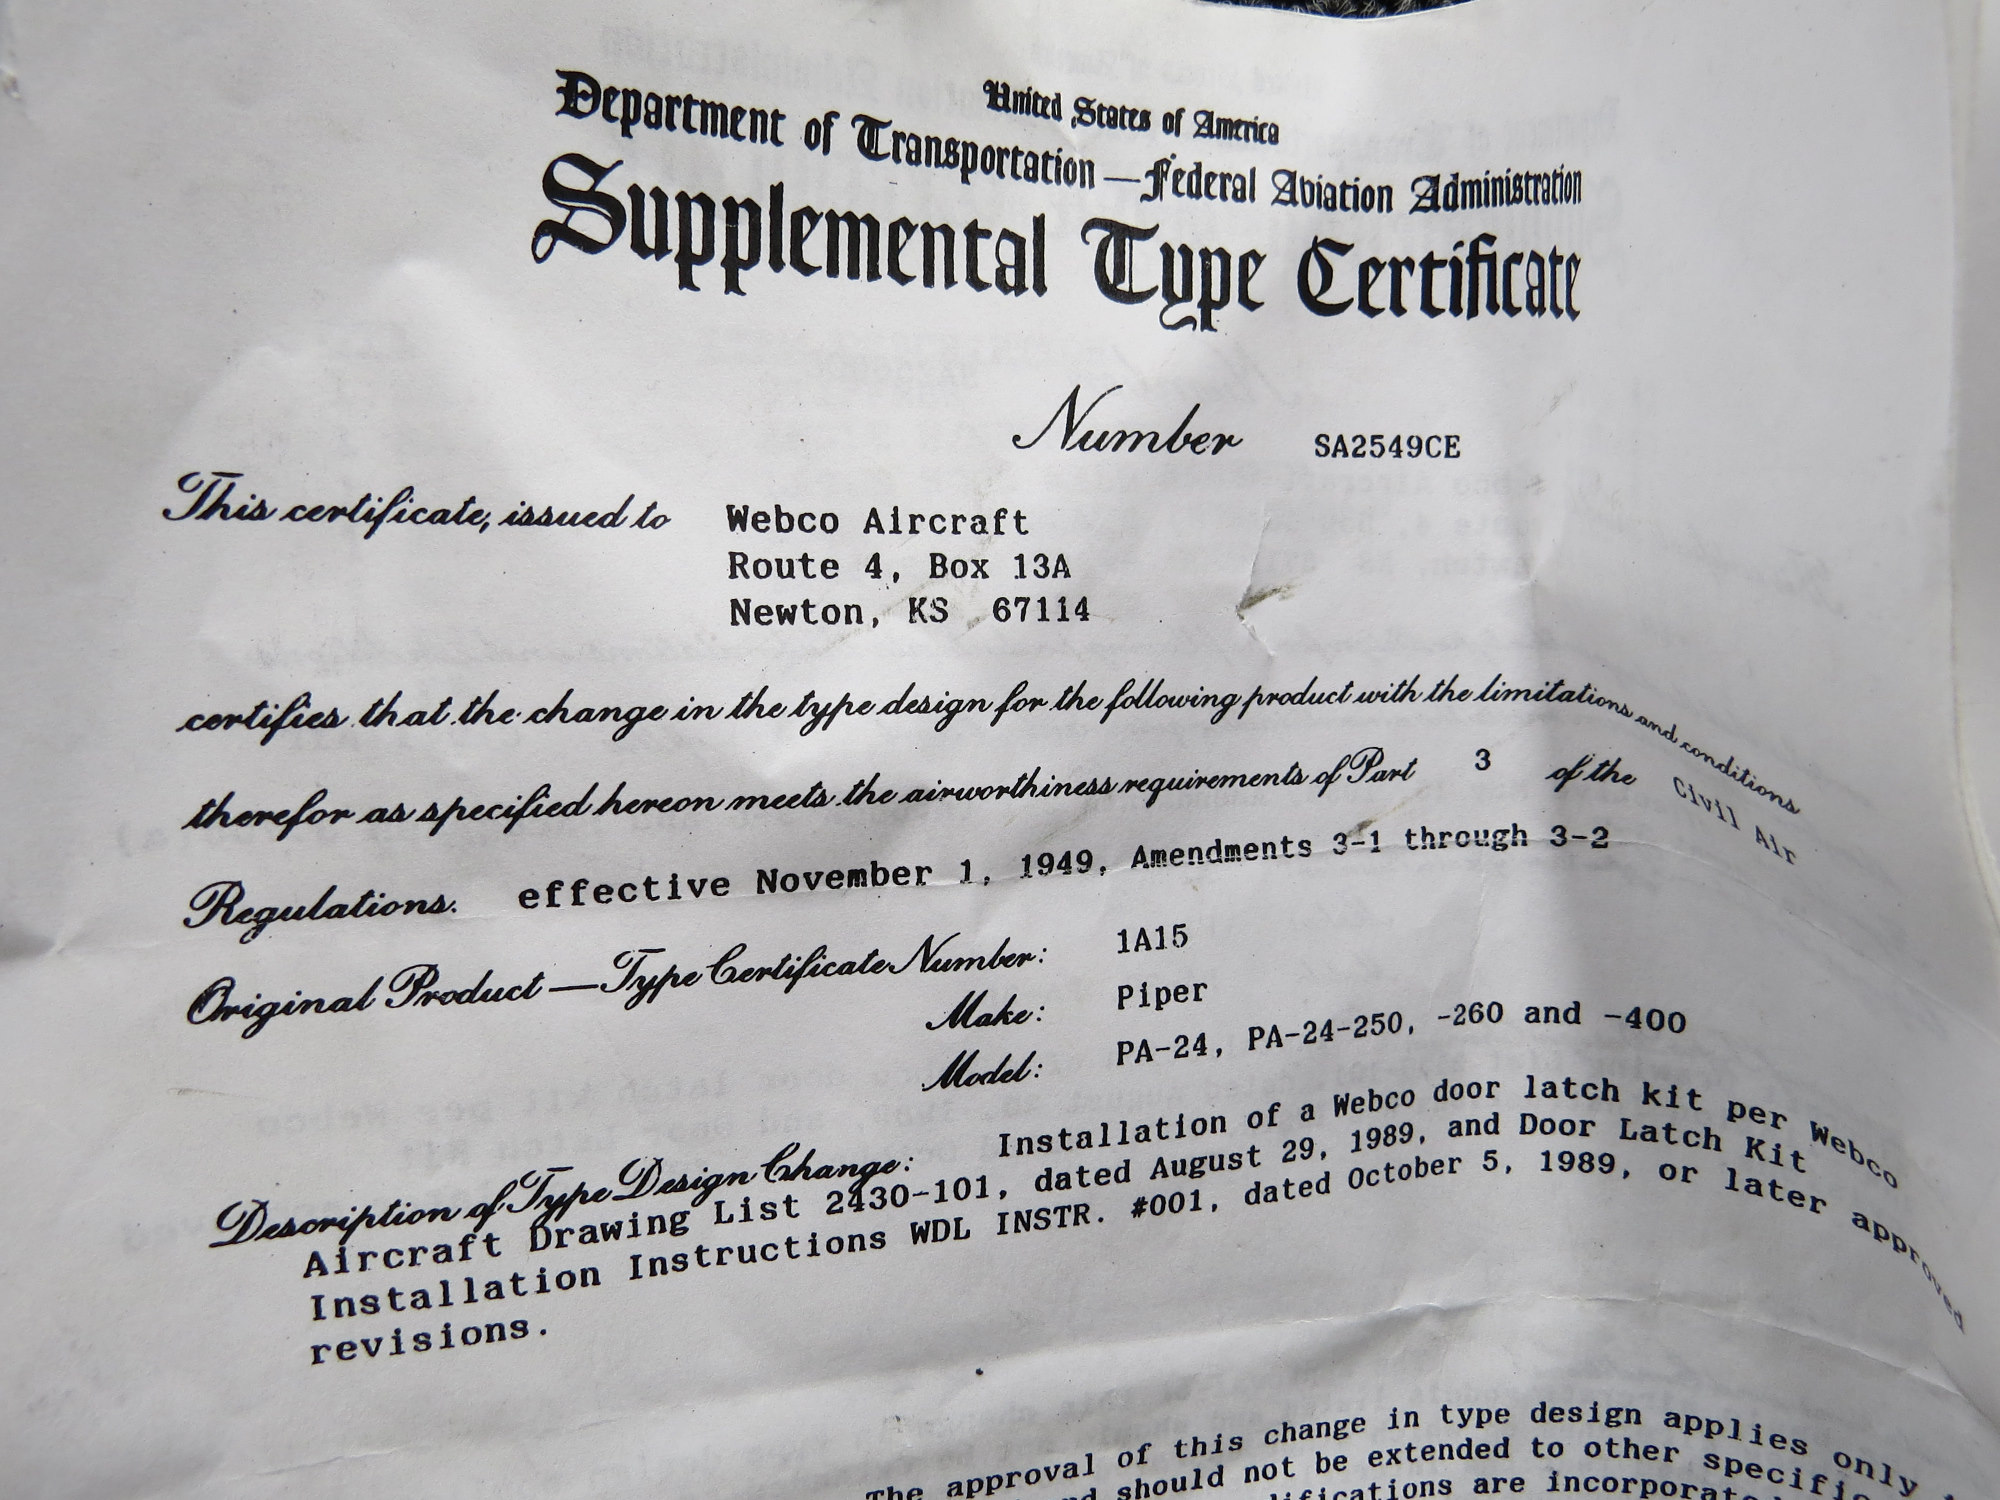 United States of America
Department of Transportation—Federal Aviation Administration
Supplemental Type Certificate
Number SA2549CE
This certificate, issued to Webco Aircraft
Route 4, Box 13A
Newton, KS 67114
certifies that the change in the type design for the following product with the limitations and conditions
therefor as specified hereon meets the airworthiness requirements of Part 3 of the Civil Air
Regulations. effective November 1, 1949, Amendments 3-1 through 3-2
Original Product—Type Certificate Number: 1A15
Make: Piper
Model: PA-24, PA-24-250, -260 and -400
Description of Type Design Change: Installation of a Webco door latch kit per Webco
Aircraft Drawing List 2430-101, dated August 29, 1989, and Door Latch Kit
Installation Instructions WDL INSTR. #001, dated October 5, 1989, or later approved
revisions.
The approval of this change in type design applies only
should not be extended to other specific
are incorporat